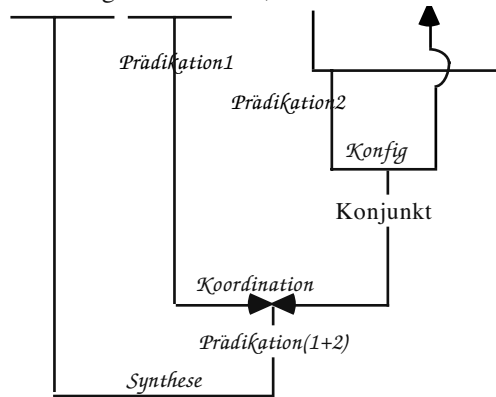 Prädikation1
Prädikation2
Konfig
Konjunkt
Koordination
Prädikation(1+2)
Synthese